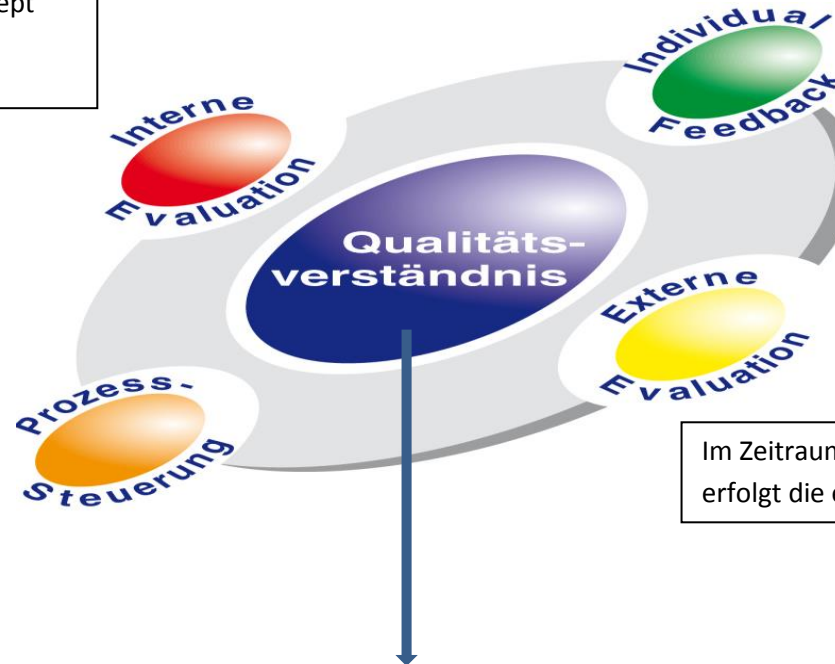 ept
Individual
Feedback
Interne
Evaluation
Qualitäts-
verständnis
Externe
Evaluation
Prozess-
Steuerung
Im Zeitraum
erfolgt die